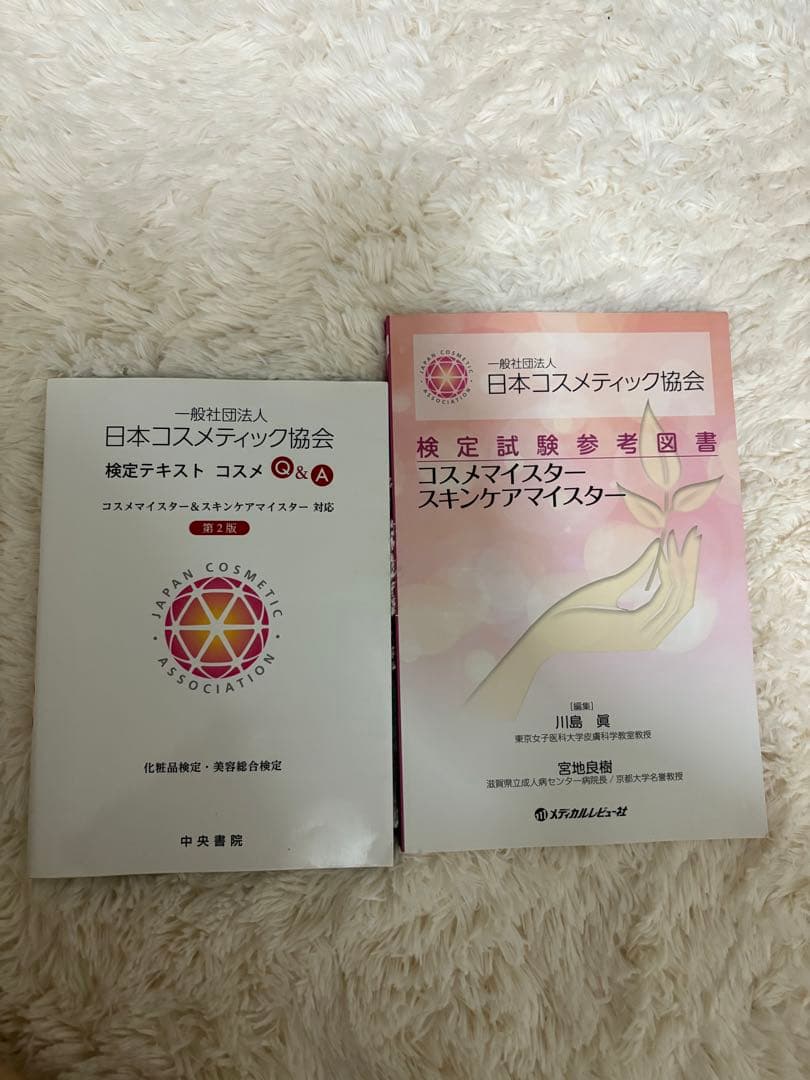 一般社団法人
日本コスメティック協会
検定テキスト コスメ Q&A
コスメマイスター&スキンケアマイスター 対応
第2版
JAPAN COSMETIC ASSOCIATION
化粧品検定・美容総合検定
中央書院
JAPAN COSMETIC ASSOCIATION
一般社団法人
日本コスメティック協会
検定試験参考図書
コスメマイスター
スキンケアマイスター
[編集]
川島 眞
東京女子医科大学皮膚科学教室教授
宮地良樹
滋賀県立成人病センター病院長/京都大学名誉教授
メディカルレビュー社